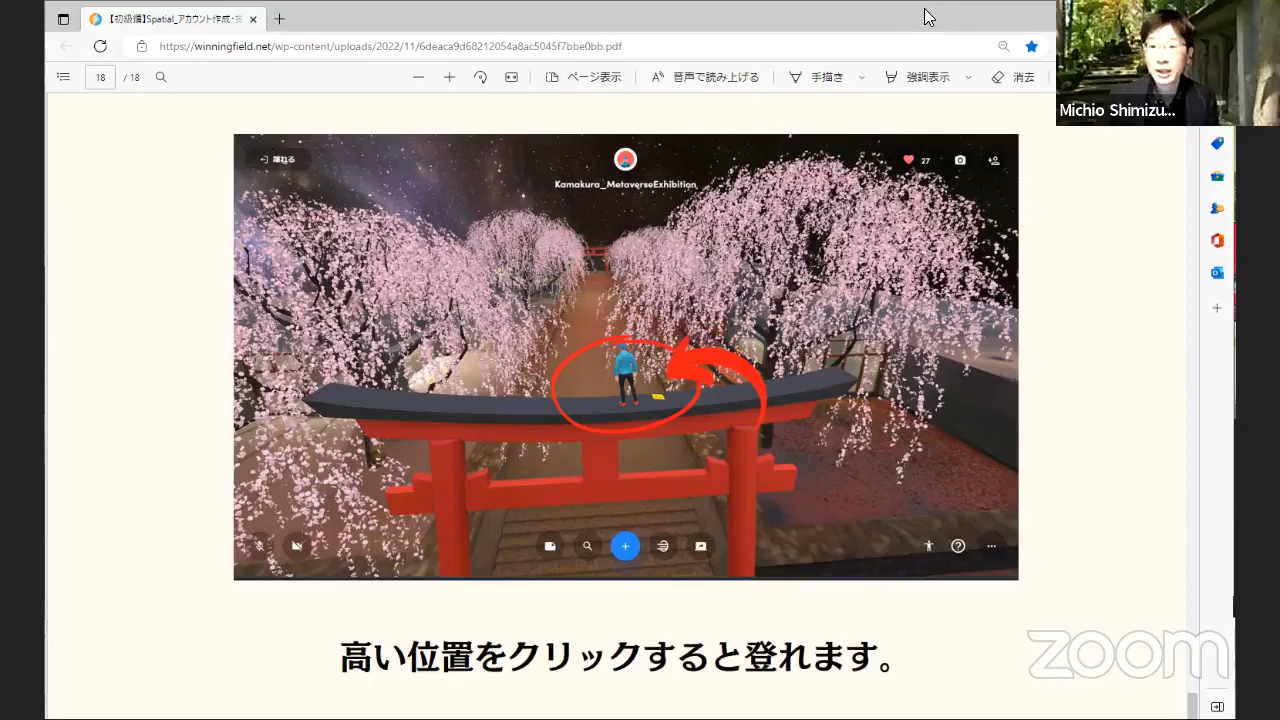 【初級編】Spatial_アカウント作成・
https://winningfield.net/wp-content/uploads/2022/11/6deaca9d68212054a8ac5045f7bbe0bb.pdf
18 / 18
ページ表示
音声で読み上げる
手描き
強調表示
消去
Michio Shimizu...
離れる
27
Kamakura_MetaverseExhibition
高い位置をクリックすると登れます。
zoom